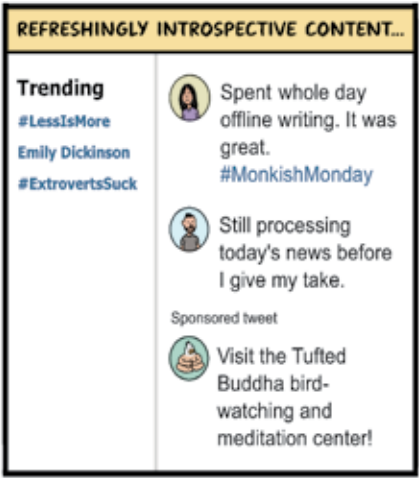 REFRESHINGLY INTROSPECTIVE CONTENT...
Trending
#LessIsMore
Emily Dickinson
#ExtrovertsSuck
Spent whole day
offline writing. It was
great.
#MonkishMonday
Still processing
today's news before
I give my take.
Sponsored tweet
Visit the Tufted
Buddha bird-
watching and
meditation center!